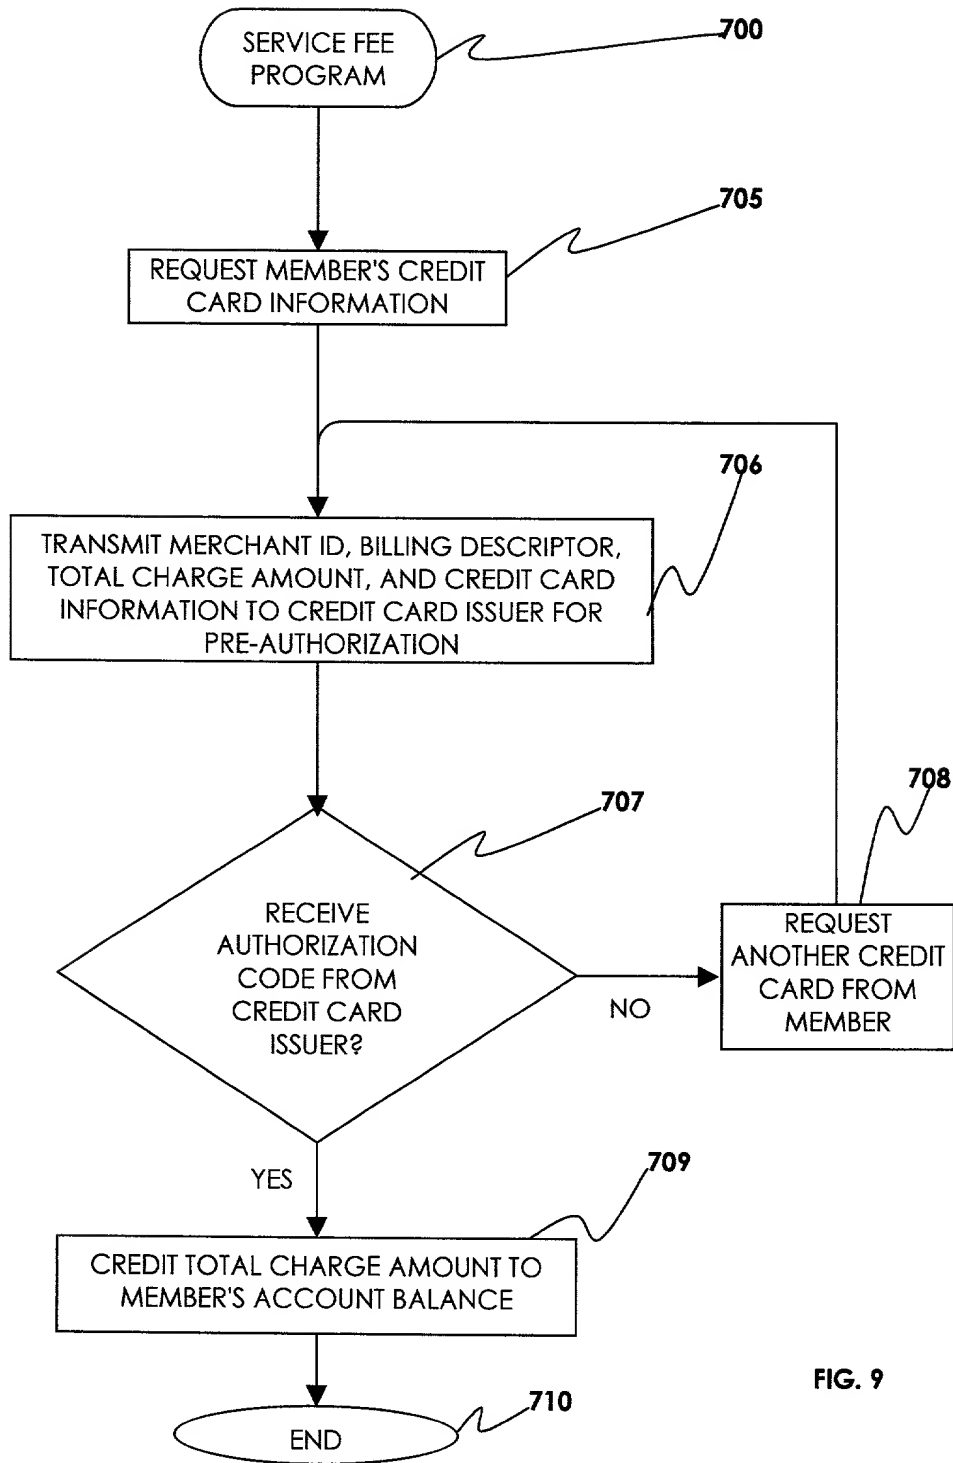 SERVICE FEE
PROGRAM
700
705
REQUEST MEMBER'S CREDIT
CARD INFORMATION
706
TRANSMIT MERCHANT ID, BILLING DESCRIPTOR,
TOTAL CHARGE AMOUNT, AND CREDIT CARD
INFORMATION TO CREDIT CARD ISSUER FOR
PRE-AUTHORIZATION
707
708
RECEIVE
AUTHORIZATION
CODE FROM
CREDIT CARD
ISSUER?
NO
REQUEST
ANOTHER CREDIT
CARD FROM
MEMBER
YES
709
CREDIT TOTAL CHARGE AMOUNT TO
MEMBER'S ACCOUNT BALANCE
FIG. 9
710
END